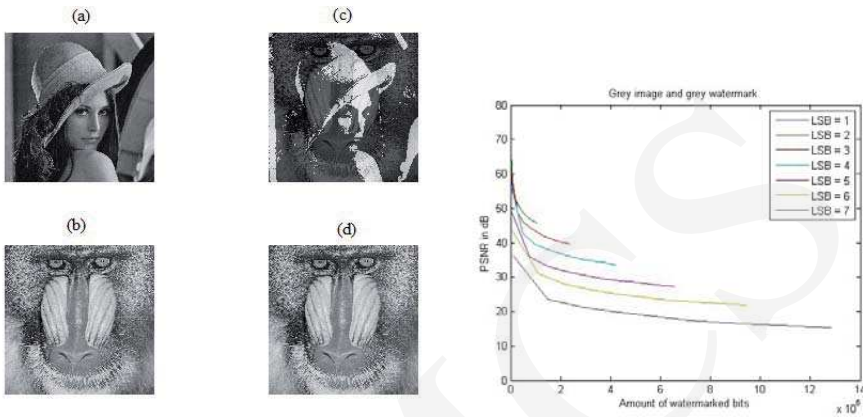 (a)
(c)
(b)
(d)
Grey image and grey watermark
PSNR in dB
80
70
60
50
40
30
20
10
0
LSB = 1
LSB = 2
LSB = 3
LSB = 4
LSB = 5
LSB = 6
LSB = 7
0 2 4 6 8 10 12 14
x 10
Amount of watermarked bits